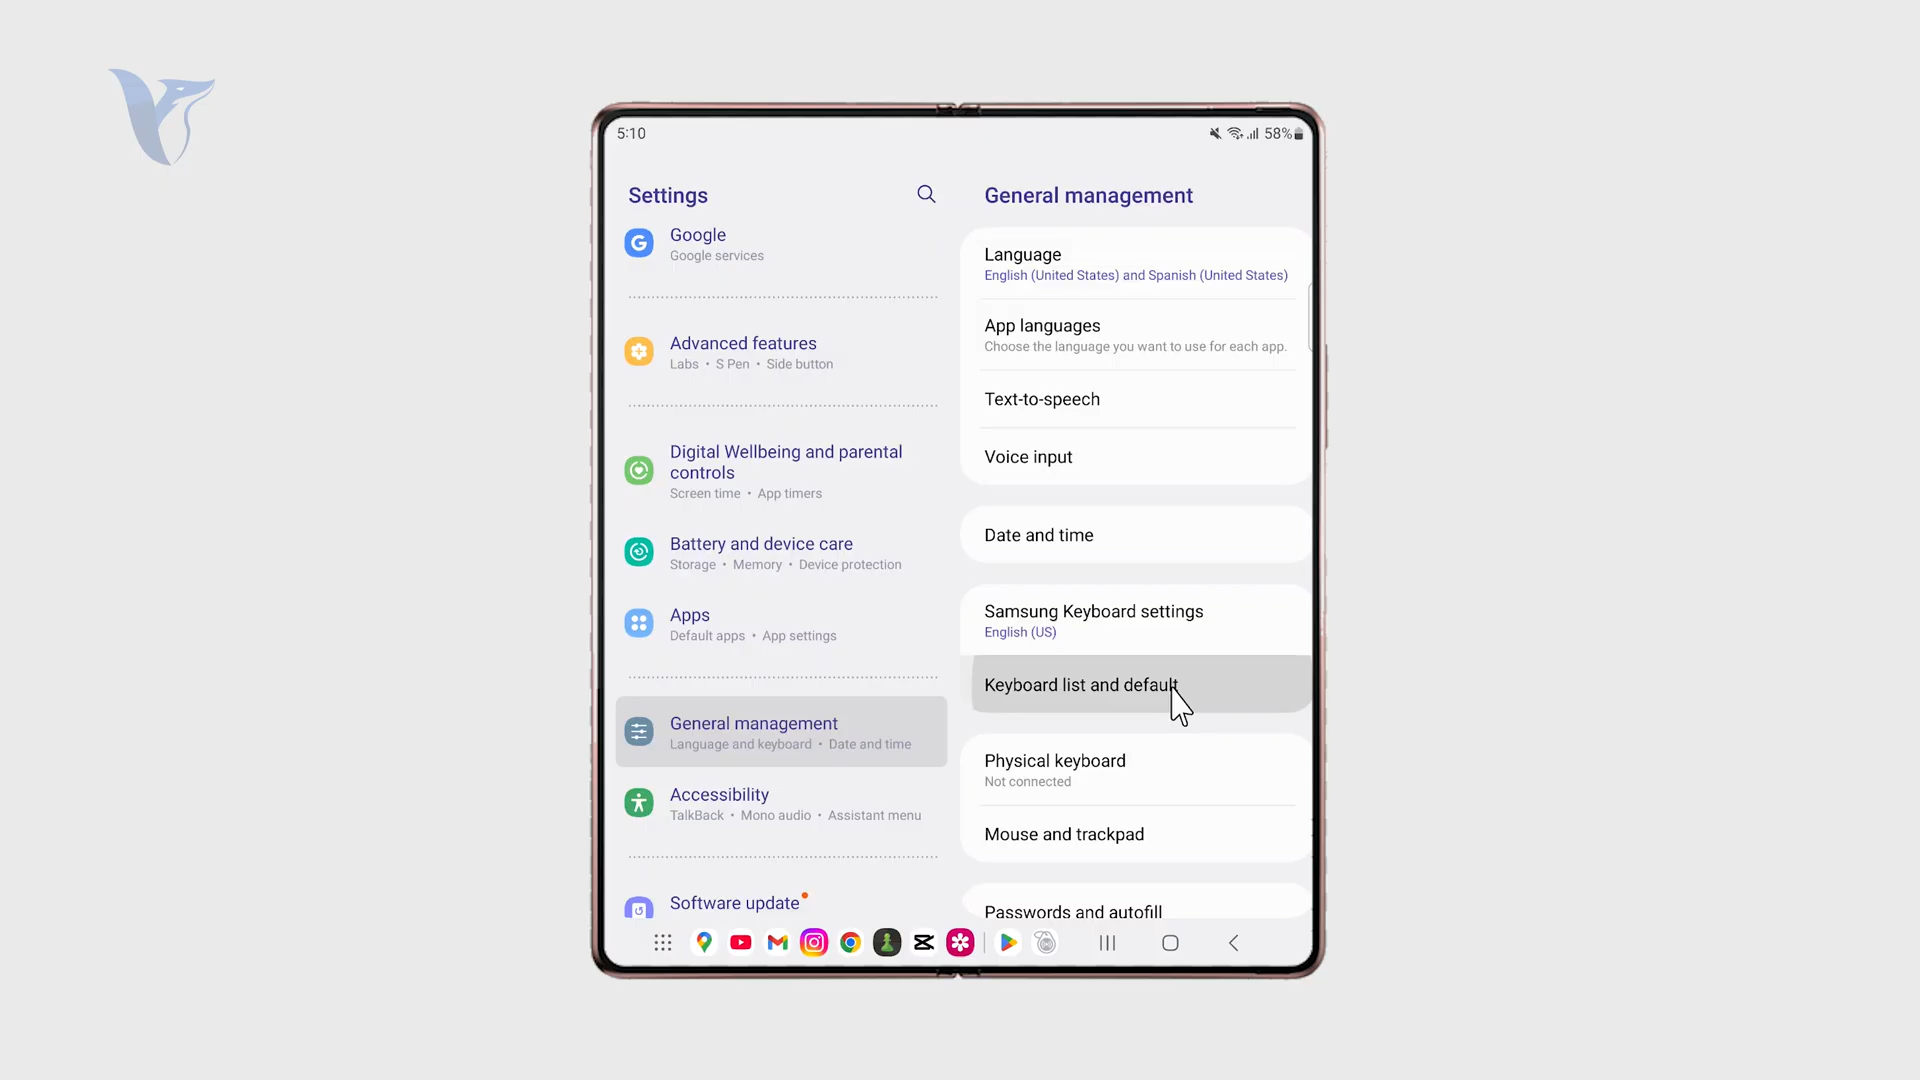 5:10
58%
Settings
Google
Google services
Advanced features
Labs • S Pen • Side button
Digital Wellbeing and parental
controls
Screen time • App timers
Battery and device care
Storage • Memory • Device protection
Apps
Default apps • App settings
General management
Language and keyboard • Date and time
Accessibility
TalkBack • Mono audio • Assistant menu
Software update
General management
Language
English (United States) and Spanish (United States)
App languages
Choose the language you want to use for each app.
Text-to-speech
Voice input
Date and time
Samsung Keyboard settings
English (US)
Keyboard list and default
Physical keyboard
Not connected
Mouse and trackpad
Passwords and autofill